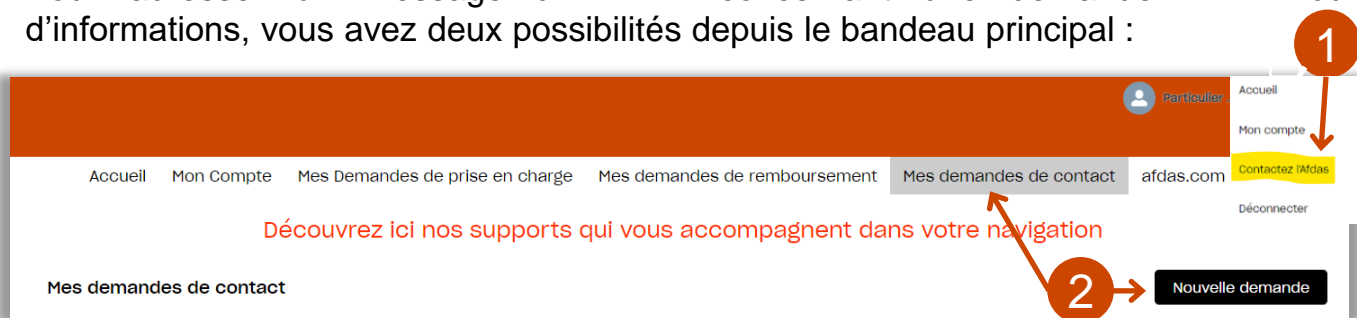 d'informations, vous avez deux possibilités depuis le bandeau principal :
1
Particulier
Accueil
Mon compte
Contactez l'Afdas
Déconnecter
Accueil Mon Compte Mes Demandes de prise en charge Mes demandes de remboursement Mes demandes de contact afdas.com
Découvrez ici nos supports qui vous accompagnent dans votre navigation
Mes demandes de contact
2
Nouvelle demande